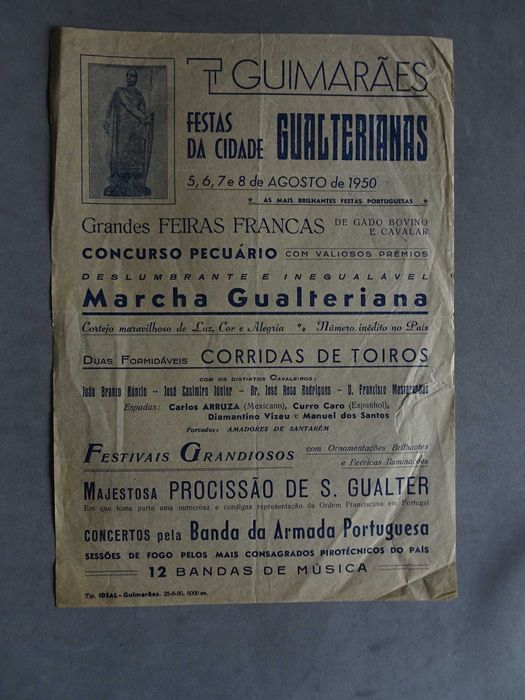 GUIMARÃES
FESTAS
DA CIDADE GUALTERIANAS
5, 6, 7 e 8 de AGOSTO de 1950
AS MAIS BRILHANTES FESTAS PORTUGUESAS
Grandes FEIRAS FRANCAS DE GADO BOVINO
E CAVALAR
CONCURSO PECUÁRIO COM VALIOSOS PRÉMIOS
DESLUMBRANTE E INEGUALÁVEL
Marcha Gualteriana
Cortejo maravilhoso de Luz, Cor e Alegria Número inédito no País
DUAS FORMIDÁVEIS CORRIDAS DE TOIROS
COM OS DISTINTOS CAVALEIROS:
João Branco Núncio - José Casimiro Júnior - Dr. José Rosa Rodrigues - D. Francisco Mascarenhas
Espadas: Carlos ARRUZA (Mexicano), Curro Caro (Espanhol),
Diamantino Vizeu e Manuel dos Santos
Forcados: AMADORES DE SANTARÉM
FESTIVAIS GRANDIOSOS com Ornamentações Brilhantes
e Feéricas Iluminações
MAJESTOSA PROCISSÃO DE S. GUALTER
Em que toma parte uma numerosa e condigna representação da Ordem Franciscana em Portugal
CONCERTOS pela Banda da Armada Portuguesa
SESSÕES DE FOGO PELOS MAIS CONSAGRADOS PIROTÉCNICOS DO PAÍS
12 BANDAS DE MÚSICA
Tip. IDEAL - Guimarães. 25-6-50. 5000 ex.